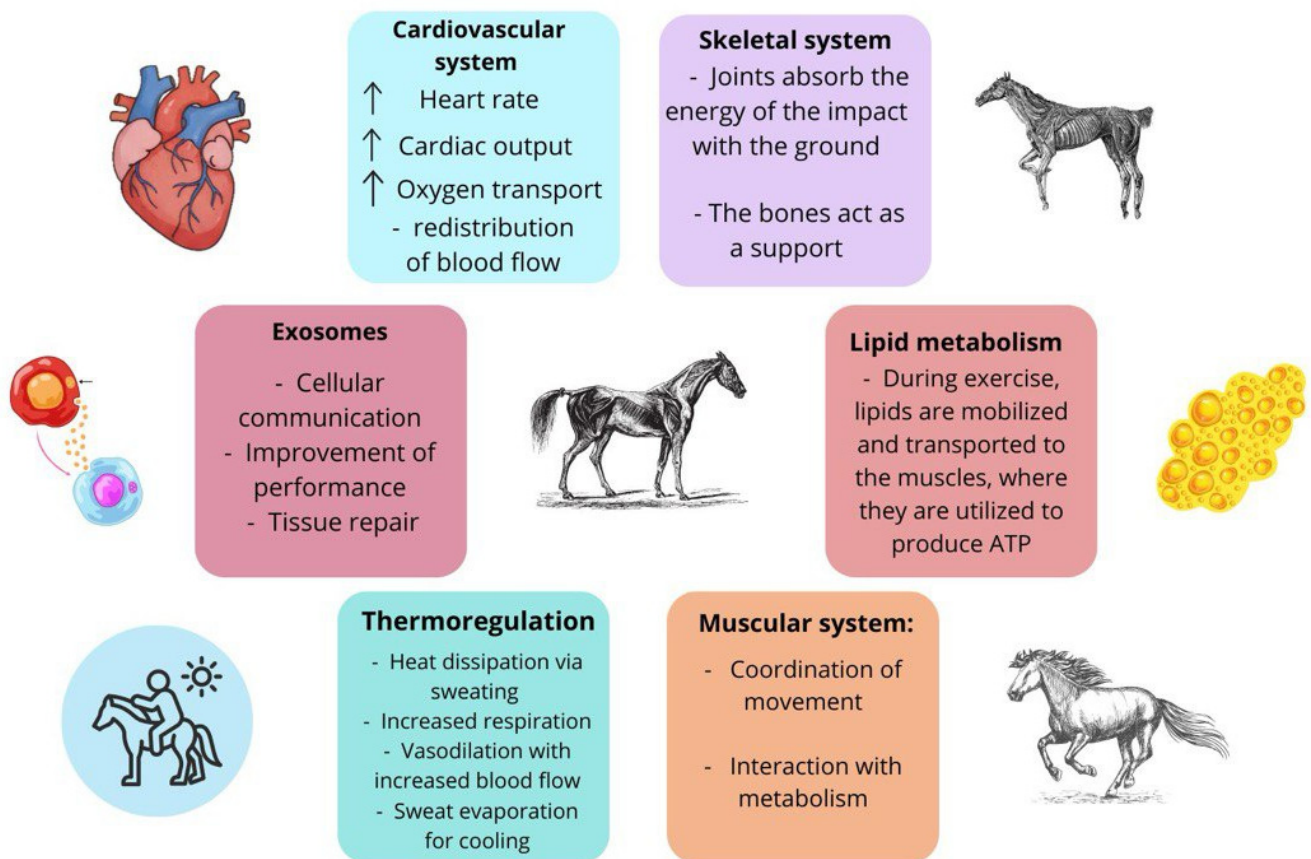 Cardiovascular
system
↑ Heart rate
↑ Cardiac output
↑ Oxygen transport
- redistribution
of blood flow
Skeletal system
- Joints absorb the
energy of the impact
with the ground
- The bones act as
a support
Exosomes
- Cellular
communication
- Improvement of
performance
- Tissue repair
Lipid metabolism
- During exercise,
lipids are mobilized
and transported to
the muscles, where
they are utilized to
produce ATP
Thermoregulation
- Heat dissipation via
sweating
- Increased respiration
- Vasodilation with
increased blood flow
- Sweat evaporation
for cooling
Muscular system:
- Coordination of
movement
- Interaction with
metabolism